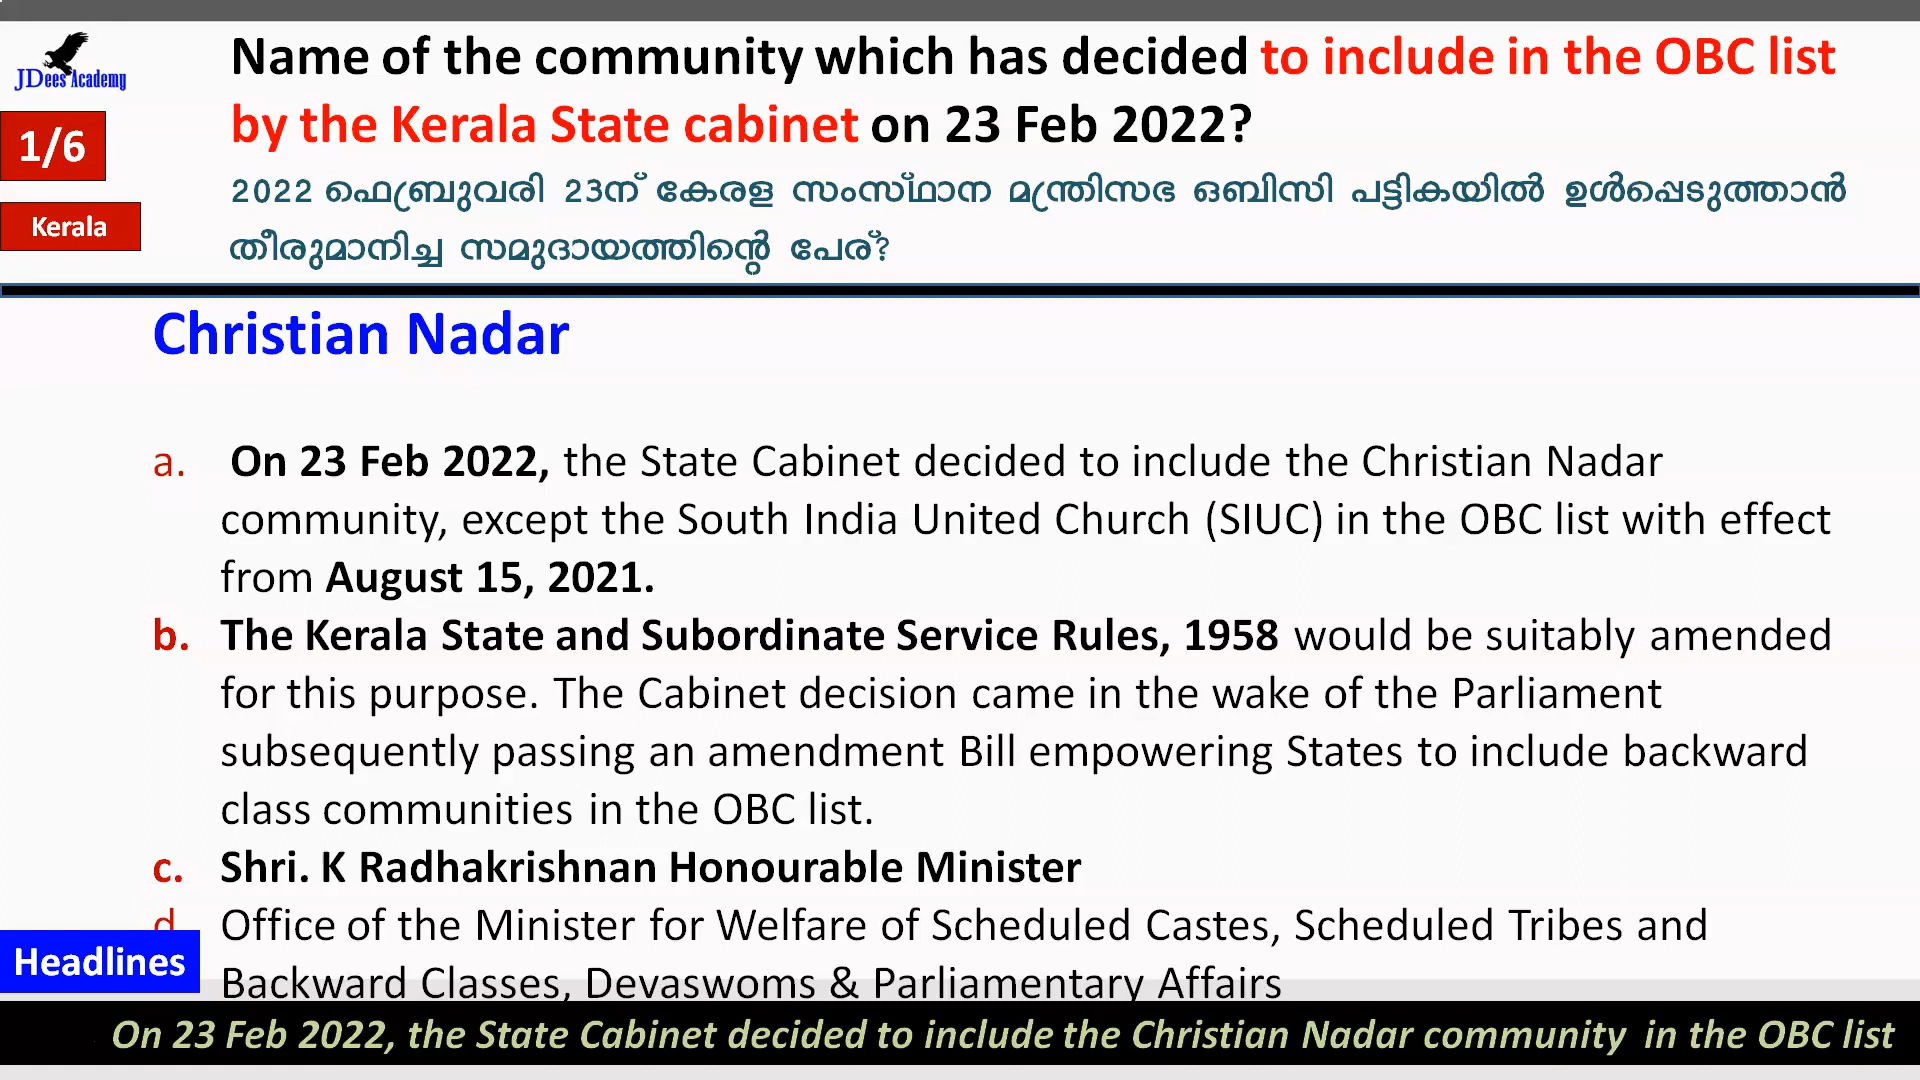 JDees Academy
Name of the community which has decided to include in the OBC list
by the Kerala State cabinet on 23 Feb 2022?
1/6
Kerala
2022 ഫെബ്രുവരി 23ന് കേരള സംസ്ഥാന മന്ത്രിസഭ ഒബിസി പട്ടികയിൽ ഉൾപ്പെടുത്താൻ
തീരുമാനിച്ച സമുദായത്തിന്റെ പേര്?
Christian Nadar
a. On 23 Feb 2022, the State Cabinet decided to include the Christian Nadar
community, except the South India United Church (SIUC) in the OBC list with effect
from August 15, 2021.
b. The Kerala State and Subordinate Service Rules, 1958 would be suitably amended
for this purpose. The Cabinet decision came in the wake of the Parliament
subsequently passing an amendment Bill empowering States to include backward
class communities in the OBC list.
c. Shri. K Radhakrishnan Honourable Minister
d Office of the Minister for Welfare of Scheduled Castes, Scheduled Tribes and
Backward Classes, Devaswoms & Parliamentary Affairs
Headlines
On 23 Feb 2022, the State Cabinet decided to include the Christian Nadar community in the OBC list